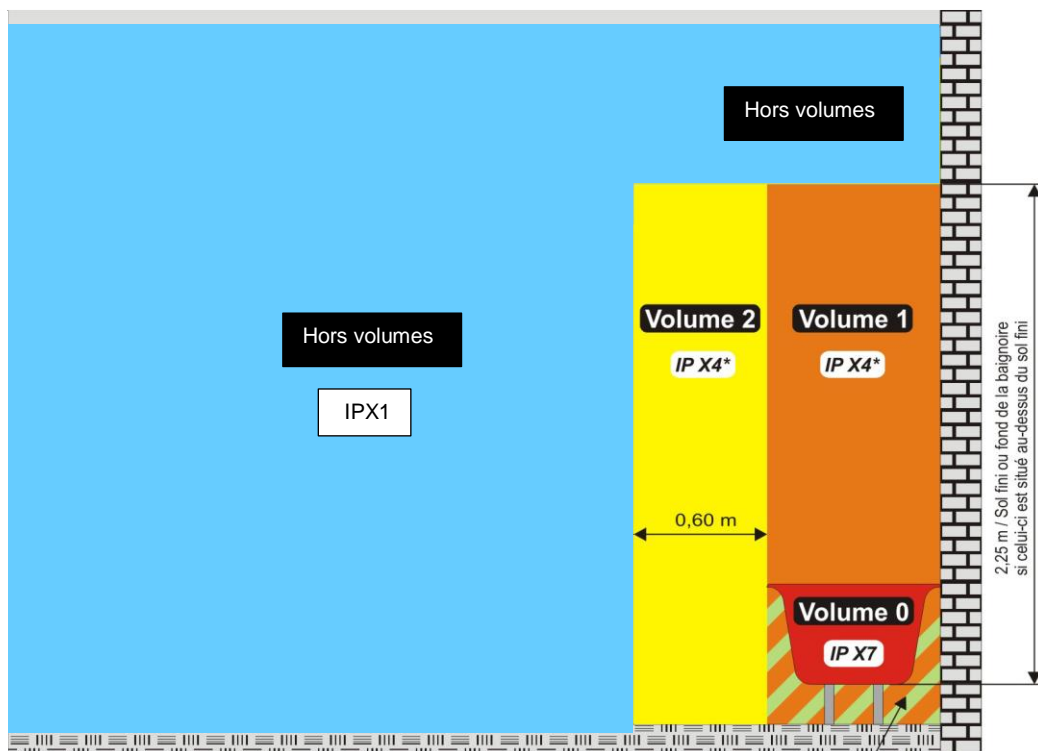 Hors volumes
Hors volumes
IPX1
Volume 2
IP X4*
Volume 1
IP X4*
0,60 m
Volume 0
IP X7
2,25 m / Sol fini ou fond de la baignoire
si celui-ci est situé au-dessus du sol fini